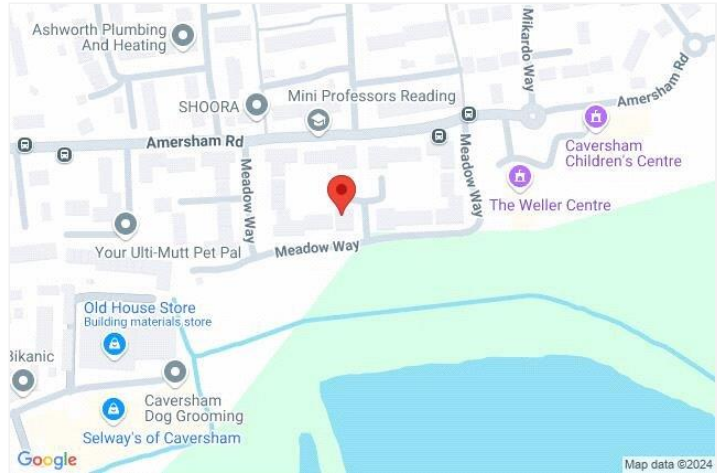 Ashworth Plumbing
And Heating
SHOORA
Mini Professors Reading
Mikardo Way
Amersham Rd
Amersham Rd
Caversham
Children's Centre
Meadow Way
Meadow Way
The Weller Centre
Your Ulti-Mutt Pet Pal
Meadow Way
Old House Store
Building materials store
Bikanic
Caversham
Dog Grooming
Selway's of Caversham
Google
Map data ©2024